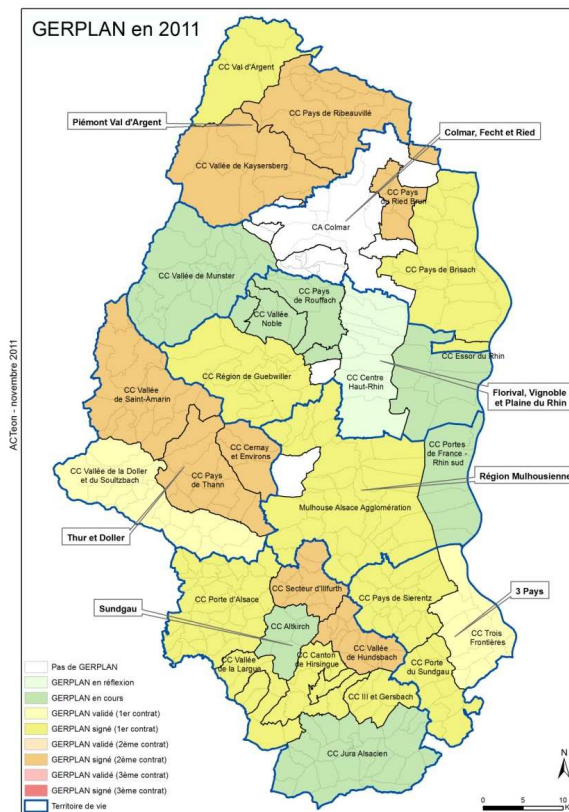 GERPLAN en 2011
CC Val d'Argent
Piémont Val d'Argent
CC Pays de Ribeauvillé
Colmar, Fecht et Ried
CC Vallée de Kaysersberg
CC Pays
du Ried Brun
CA Colmar
CC Vallée de Munster
CC Pays de Brisach
CC Pays
de Rouffach
CC Vallée
Noble
CC Essor du Rhin
CC Région de Guebwiller
CC Centre
Haut-Rhin
CC Vallée
de Saint-Amarin
Florival, Vignoble
et Plaine du Rhin
ACTeon - novembre 2011
CC Cernay
et Environs
CC Portes
de France -
Rhin sud
CC Vallée de la Doller
et du Soultzbach
CC Pays
de Thann
Région Mulhousienne
Mulhouse Alsace Agglomération
Thur et Doller
CC Porte d'Alsace
CC Secteur d'Illfurth
CC Pays de Sierentz
3 Pays
Sundgau
CC Altkirch
CC Trois
Frontières
CC Vallée
de Hundsbach
CC Canton
de Hirsingue
CC Vallée
de la Largue
CC Porte
du Sundgau
CC Ill et Gersbach
CC Jura Alsacien
Pas de GERPLAN
GERPLAN en réflexion
GERPLAN en cours
GERPLAN validé (1er contrat)
GERPLAN signé (1er contrat)
GERPLAN validé (2ème contrat)
GERPLAN signé (2ème contrat)
GERPLAN validé (3ème contrat)
GERPLAN signé (3ème contrat)
Territoire de vie
N
0 5 10